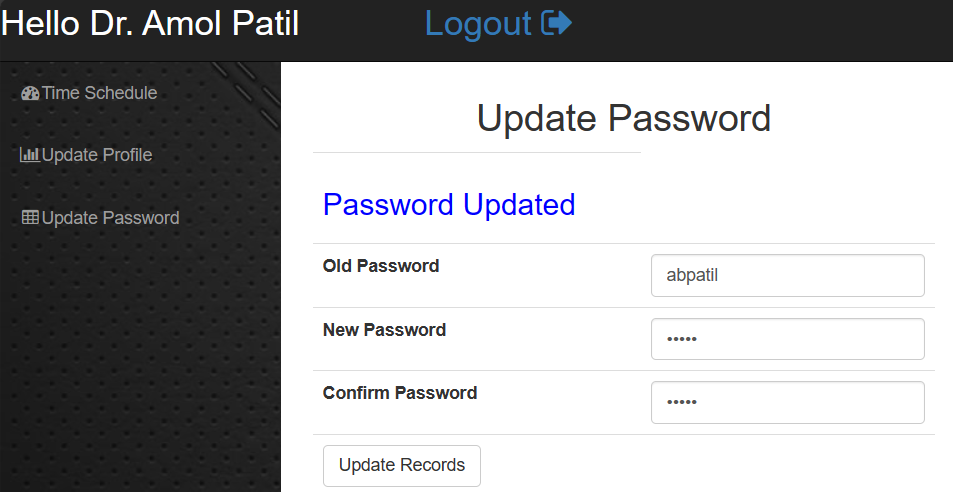 Hello Dr. Amol Patil Logout
Time Schedule
Update Profile
Update Password
Update Password
Password Updated
Old Password abpatil
New Password •••••
Confirm Password •••••
Update Records